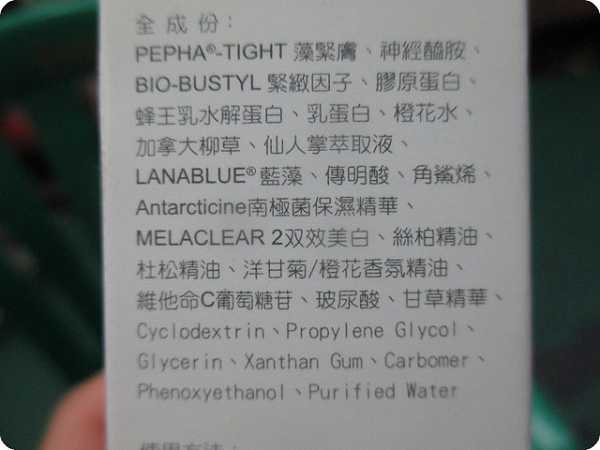 全成份：
PEPHA®-TIGHT 藻緊膚、神經醯胺、
BIO-BUSTYL 緊緻因子、膠原蛋白、
蜂王乳水解蛋白、乳蛋白、橙花水、
加拿大柳草、仙人掌萃取液、
LANABLUE®藍藻、傳明酸、角鯊烯、
Antarcticine南極菌保濕精華、
MELACLEAR 2双效美白、絲柏精油、
杜松精油、洋甘菊/橙花香氛精油、
維他命C葡萄糖苷、玻尿酸、甘草精華、
Cyclodextrin、Propylene Glycol、
Glycerin、Xanthan Gum、Carbomer、
Phenoxyethanol、Purified Water
使用方法：